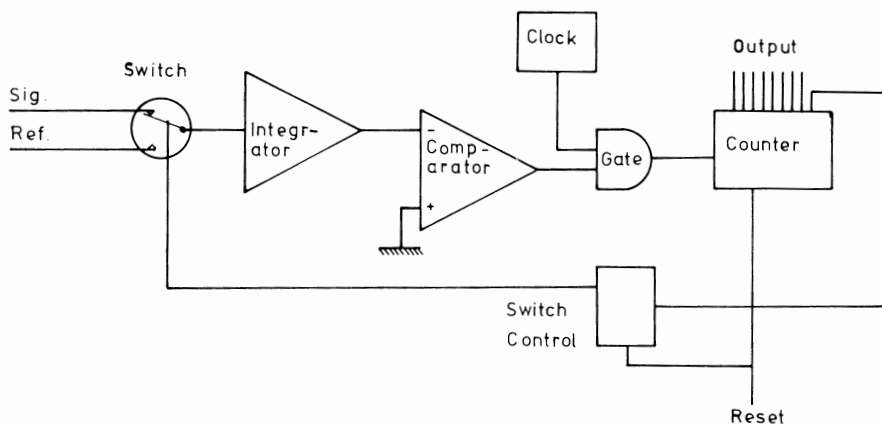 Clock
Output
Switch
Sig.
Ref.
Integr-
ator
-
Comp-
arator
+
Gate
Counter
Switch
Control
Reset